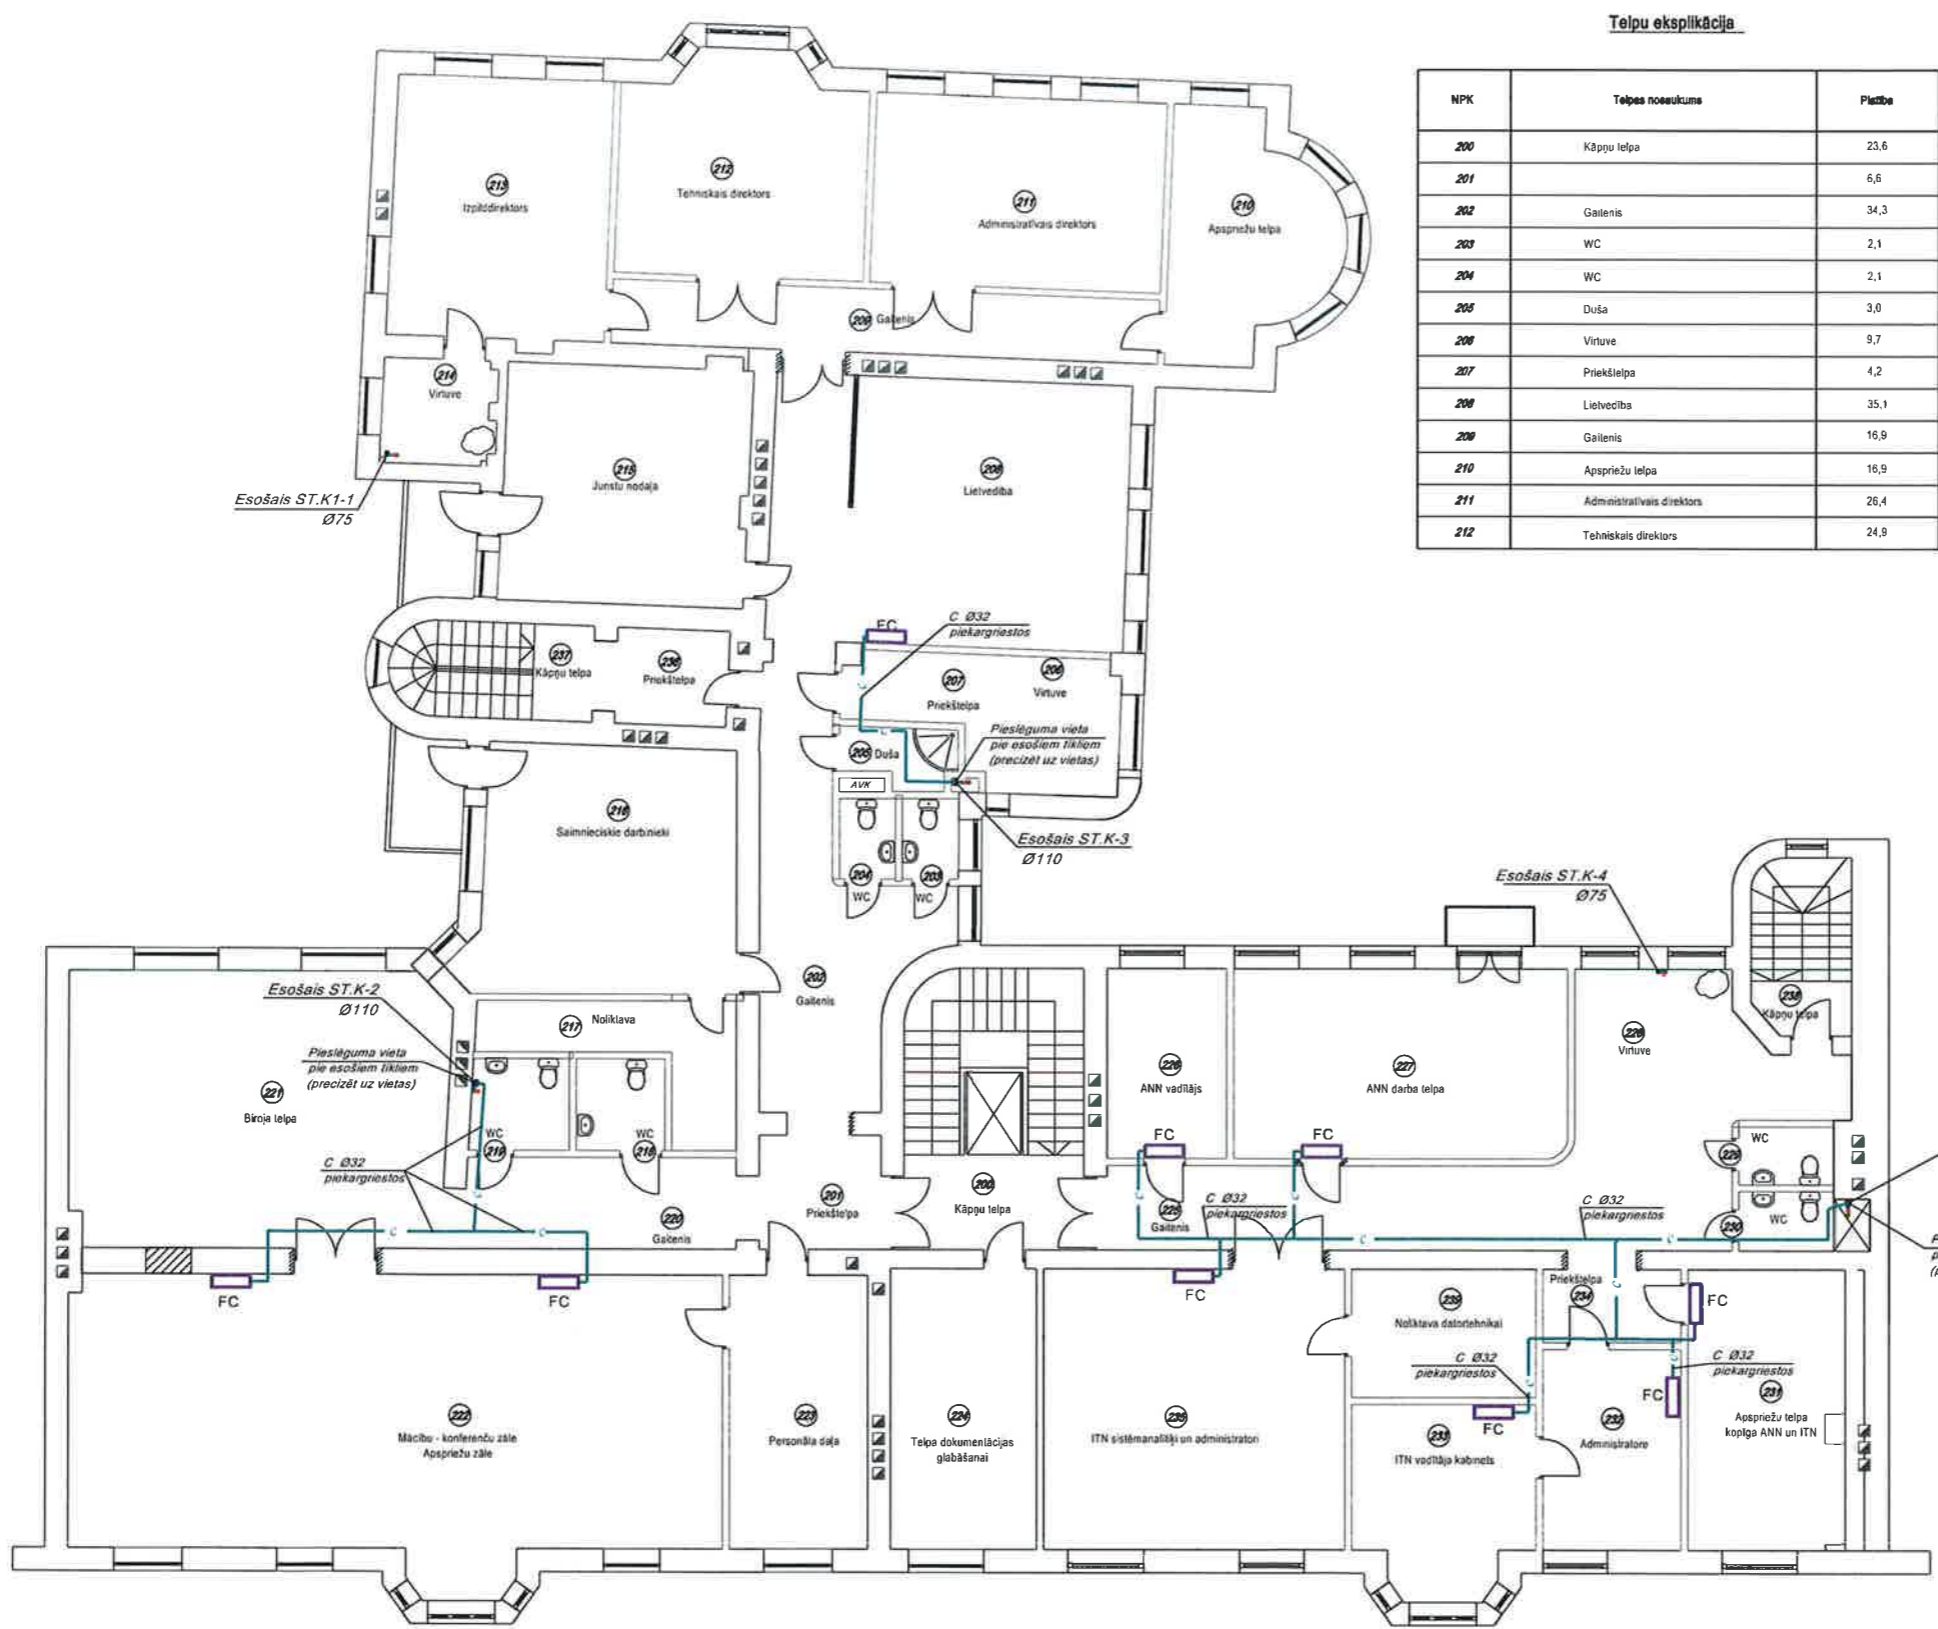 Telpu eksplikācija
NPK Telpas nosaukums Platība
200 Kāpņu telpa 23,6
201 6,6
202 Gaitenis 34,3
203 WC 2,1
204 WC 2,1
205 Duša 3,0
206 Virtuve 9,7
207 Priekštelpa 4,2
208 Lietvedība 35,1
209 Gaitenis 16,9
210 Apspriežu telpa 16,9
211 Administratīvais direktors 26,4
212 Tehniskais direktors 24,9
213
Izpilddirektors
212
Tehniskais direktors
211
Administratīvais direktors
210
Apspriežu telpa
209 Gaitenis
214
Virtuve
215
Juristu nodaļa
208
Lietvedība
Esošais ST.K1-1
Ø75
FC
C Ø32
piekargriestos
237
Kāpņu telpa
236
Priekštelpa
207
Priekštelpa
206
Virtuve
C
C
Pieslēguma vieta
pie esošiem tīkliem
(precizēt uz vietas)
205 Duša
AVK
216
Saimnieciskie darbinieki
Esošais ST.K-3
Ø110
204
WC
203
WC
Esošais ST.K-4
Ø75
202
Gaitenis
Esošais ST.K-2
Ø110
217 Noliktava
Pieslēguma vieta
pie esošiem tīkliem
(precizēt uz vietas)
221
Biroja telpa
WC
219
WC
218
C Ø32
piekargriestos
C
C
C
220
Gaitenis
201
Priekštelpa
200
Kāpņu telpa
226
ANN vadītājs
227
ANN darba telpa
228
Virtuve
238
Kāpņu telpa
FC
FC
WC
229
WC
230
225
Gaitenis
C
C
C Ø32
piekargriestos
C Ø32
piekargriestos
C
C
C
FC
FC
FC
Priekštelpa
234
FC
239
Noliktava datortehnikai
C Ø32
piekargriestos
C
C
C Ø32
piekargriestos
FC
FC
222
Mācību - konferenču zāle
Apspriežu zāle
223
Personāla daļa
224
Telpa dokumentācijas
glabāšanai
235
ITN sistēmanalītiķi un administratori
233
ITN vadītāja kabinets
232
Administratore
231
Apspriežu telpa
kopīga ANN un ITN